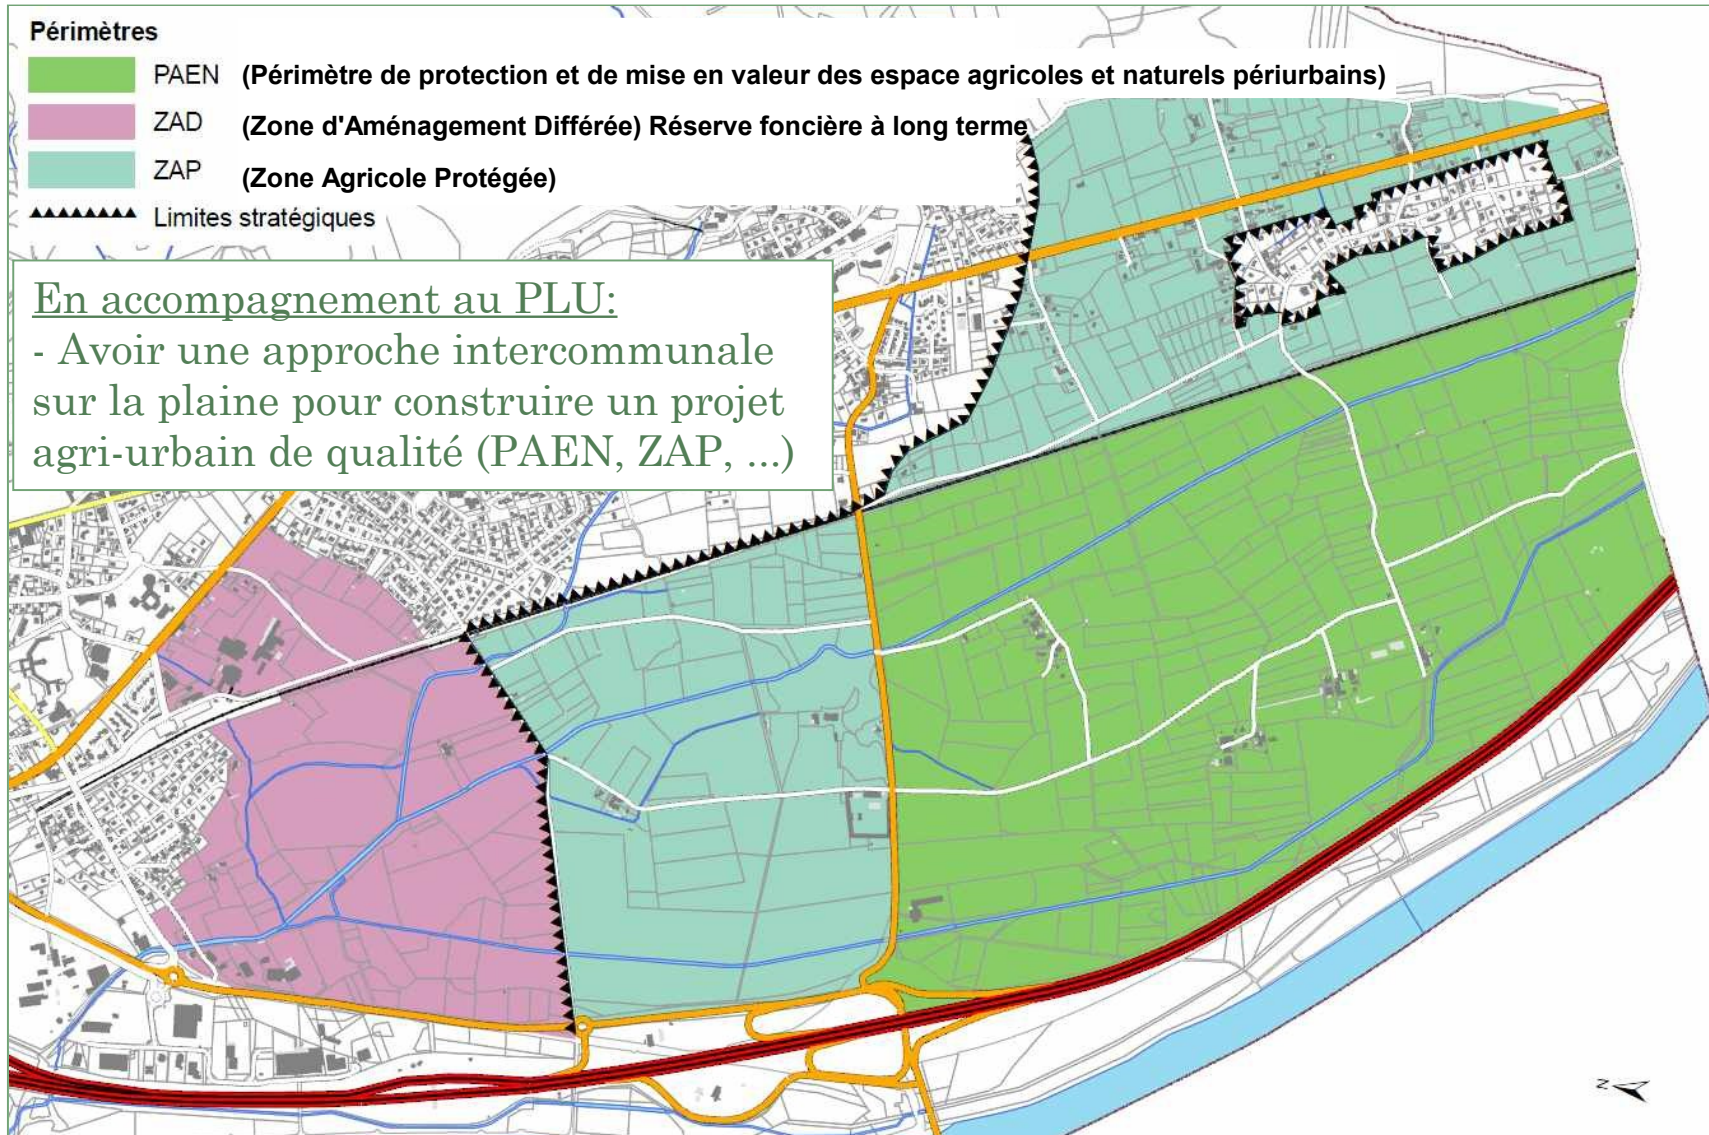 Périmètres
PAEN (Périmètre de protection et de mise en valeur des espace agricoles et naturels périurbains)
ZAD (Zone d'Aménagement Différée) Réserve foncière à long terme
ZAP (Zone Agricole Protégée)
Limites stratégiques
En accompagnement au PLU:
- Avoir une approche intercommunale
sur la plaine pour construire un projet
agri-urbain de qualité (PAEN, ZAP, ...)
N